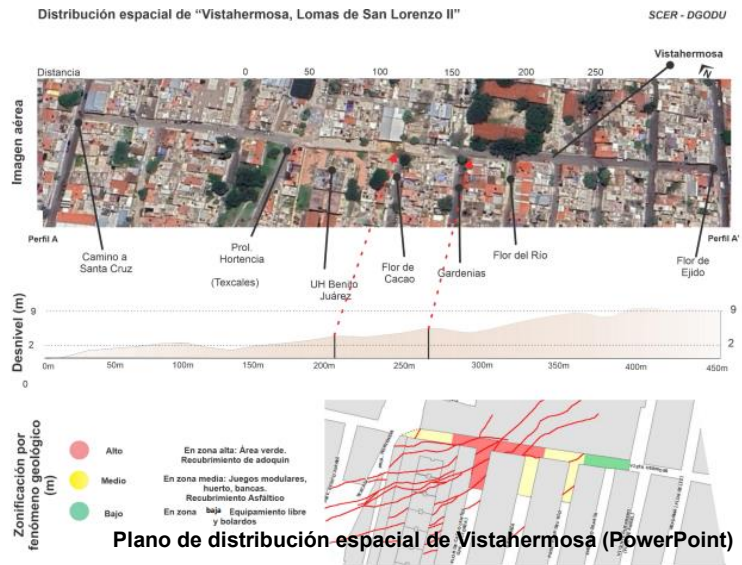 Distribución espacial de “Vistahermosa, Lomas de San Lorenzo II”
SCER - DGODU
Vistahermosa
N
Distancia
0 50 100 150 200 250
Imagen aérea
Perfil A
Perfil A'
Camino a
Santa Cruz
Prol.
Hortencia
(Texcales)
UH Benito
Juárez
Flor de
Cacao
Gardenias
Flor del Río
Flor de
Ejido
Desnivel (m)
9
9
2
2
0m 50m 100m 150m 200m 250m 300m 350m 400m 450m
0
Zonificación por
fenómeno geológico
(m)
Alto
En zona alta: Área verde.
Recubrimiento de adoquin
Medio
En zona media: Juegos modulares,
huerto, bancas.
Recubrimiento Asfáltico
Bajo
En zona baja Equipamiento libre
y bolardos
Plano de distribución espacial de Vistahermosa (PowerPoint)